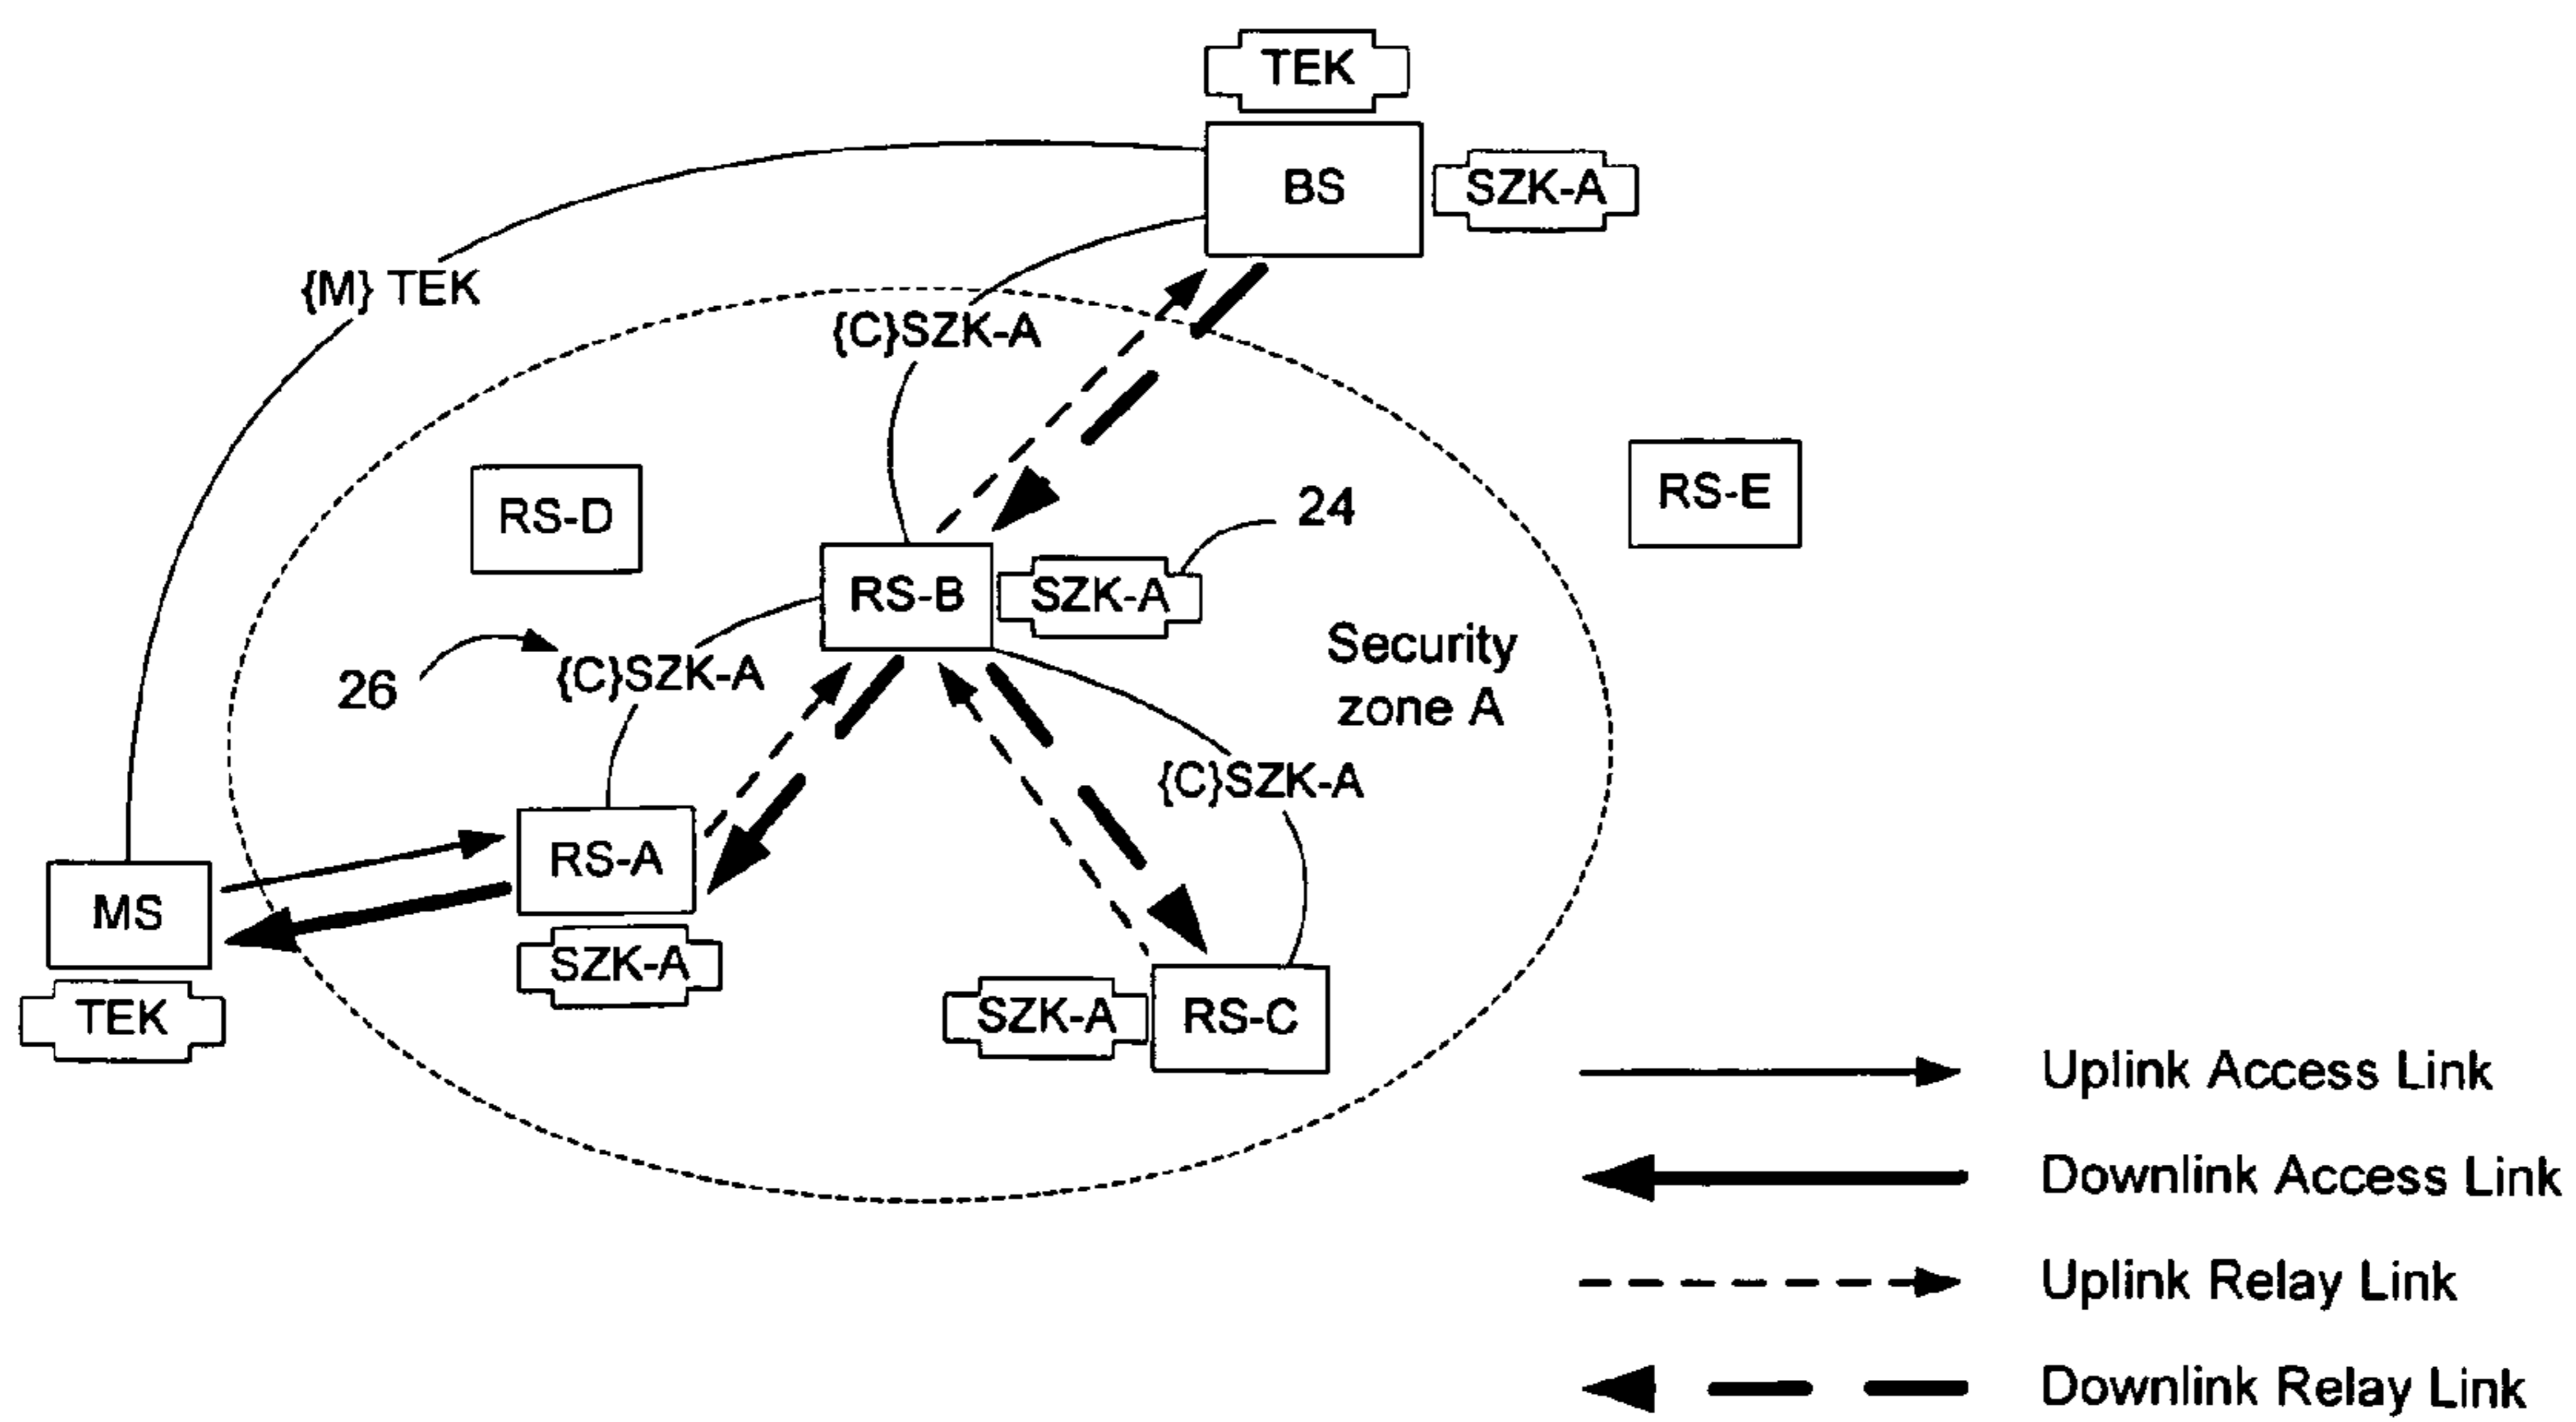 TEK
BS
SZK-A
{M} TEK
{C}SZK-A
RS-D
RS-E
24
RS-B
SZK-A
Security
zone A
26
{C}SZK-A
{C}SZK-A
RS-A
MS
SZK-A
TEK
SZK-A
RS-C
Uplink Access Link
Downlink Access Link
Uplink Relay Link
Downlink Relay Link